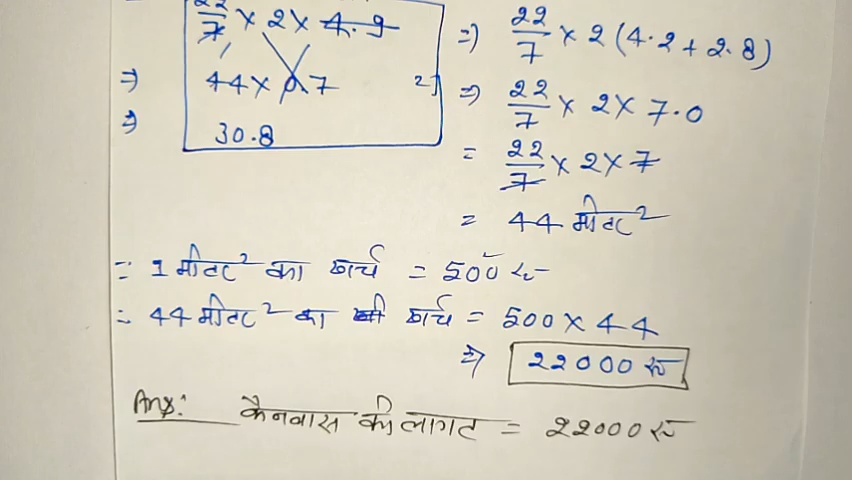 22/7 × 2 × 4.9
⇒ 44 × 0.7
⇒ 30.8
⇒ 22/7 × 2 (4.2 + 2.8)
⇒ 22/7 × 2 × 7.0
= 22/7 × 2 × 7
= 44 मीटर²
∵ 1 मीटर² का खर्च = 500 रु
∴ 44 मीटर² का खर्च = 500 × 44
⇒ 22000 रु
Ans: कैनवास की लागत = 22000 रु